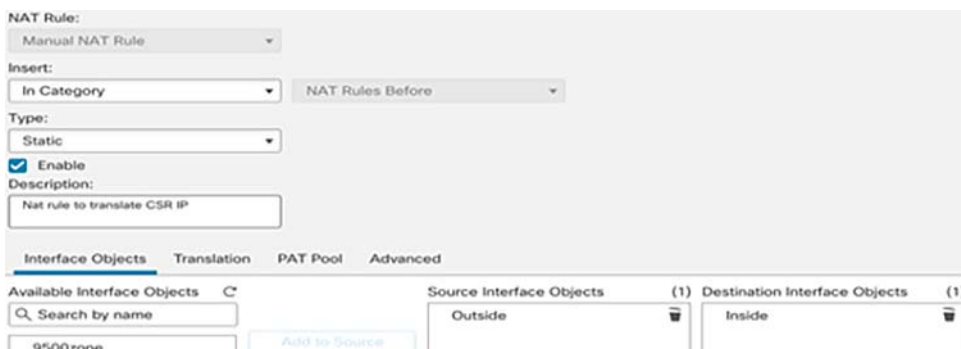 NAT Rule:
Manual NAT Rule
Insert:
In Category NAT Rules Before
Type:
Static
Enable
Description:
Nat rule to translate CSR IP
Interface Objects Translation PAT Pool Advanced
Available Interface Objects Source Interface Objects (1) Destination Interface Objects (1)
Search by name Outside Inside
9500zone Add to Source